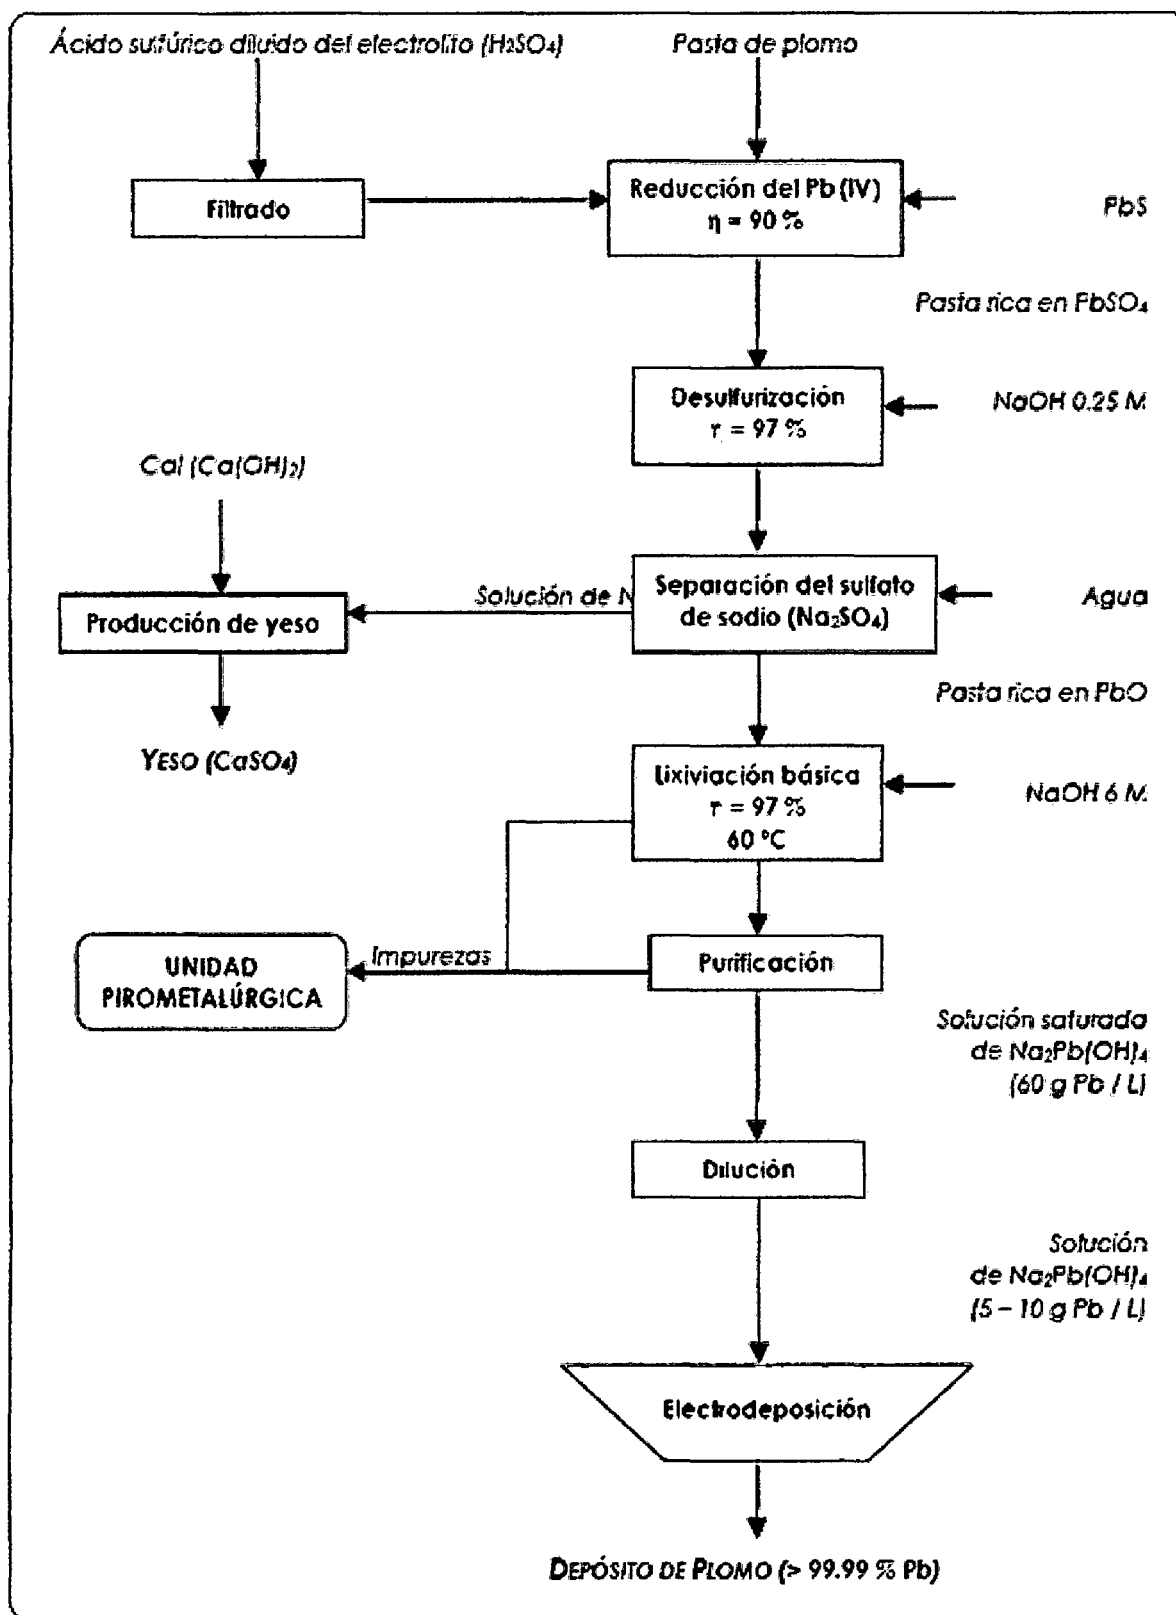 Ácido sulfúrico diluido del electrolito (H₂SO₄)
Pasta de plomo
Filtrado
Reducción del Pb (IV)
η = 90 %
PbS
Pasta rica en PbSO₄
Desulfurización
r = 97 %
NaOH 0.25 M
Cal (Ca(OH)₂)
Producción de yeso
Solución de N
Separación del sulfato
de sodio (Na₂SO₄)
Agua
Pasta rica en PbO
YESO (CaSO₄)
Lixiviación básica
r = 97 %
60 °C
NaOH 6 M
UNIDAD
PIROMETALÚRGICA
Impurezas
Purificación
Solución saturada
de Na₂Pb(OH)₄
(60 g Pb / L)
Dilución
Solución
de Na₂Pb(OH)₄
(5 – 10 g Pb / L)
Electrodeposición
DEPÓSITO DE PLOMO (> 99.99 % Pb)